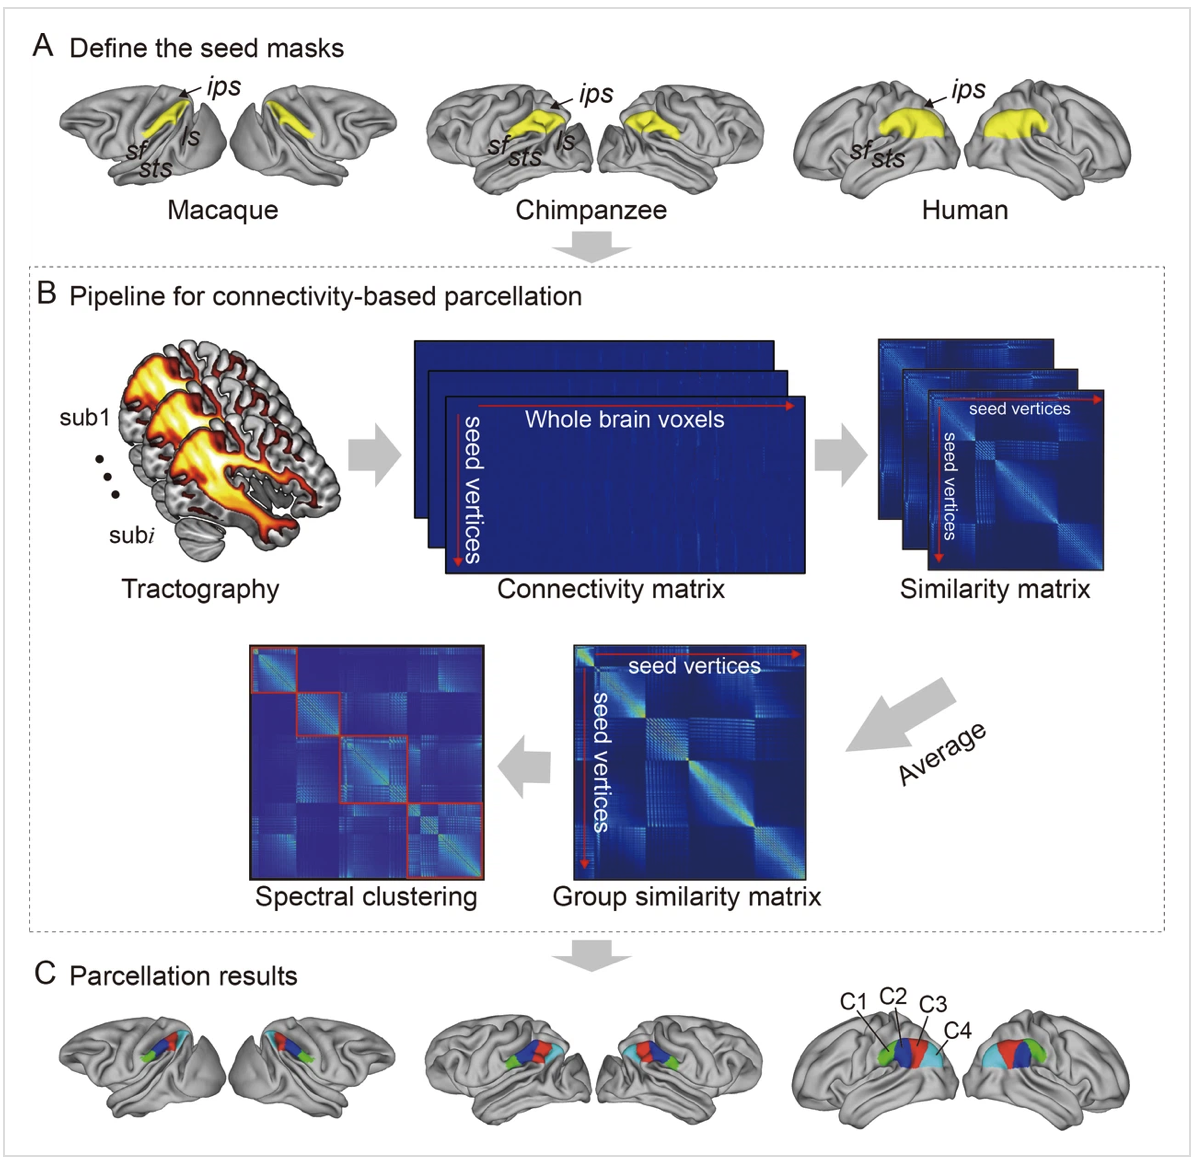 A Define the seed masks
ips
ls
sf
sts
ips
ls
sf
sts
ips
sf
sts
Macaque
Chimpanzee
Human
B Pipeline for connectivity-based parcellation
sub1
subi
Tractography
Whole brain voxels
seed vertices
Connectivity matrix
seed vertices
seed vertices
Similarity matrix
Average
seed vertices
seed vertices
Group similarity matrix
Spectral clustering
C Parcellation results
C1
C2
C3
C4